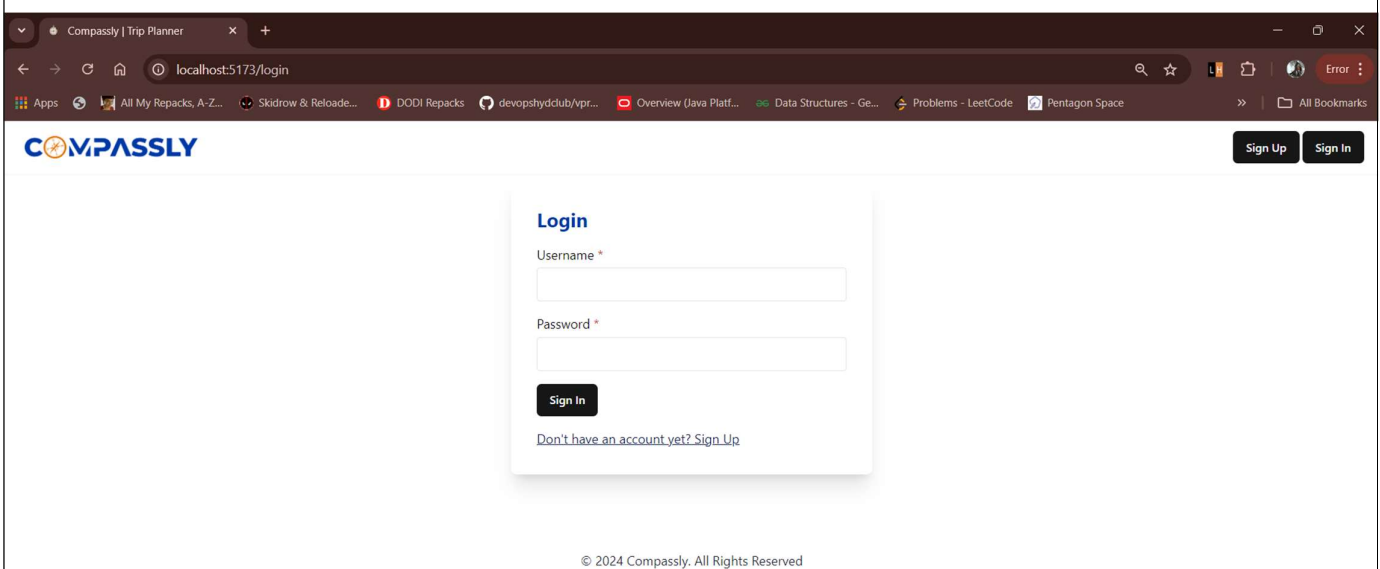 Compassly | Trip Planner
localhost:5173/login
Error
Apps All My Repacks, A-Z... Skidrow & Reloade... DODI Repacks devopshydclub/vpr... Overview (Java Platf... Data Structures - Ge... Problems - LeetCode Pentagon Space » All Bookmarks
COMPASSLY
Sign Up Sign In
Login
Username *
Password *
Sign In
Don't have an account yet? Sign Up
© 2024 Compassly. All Rights Reserved